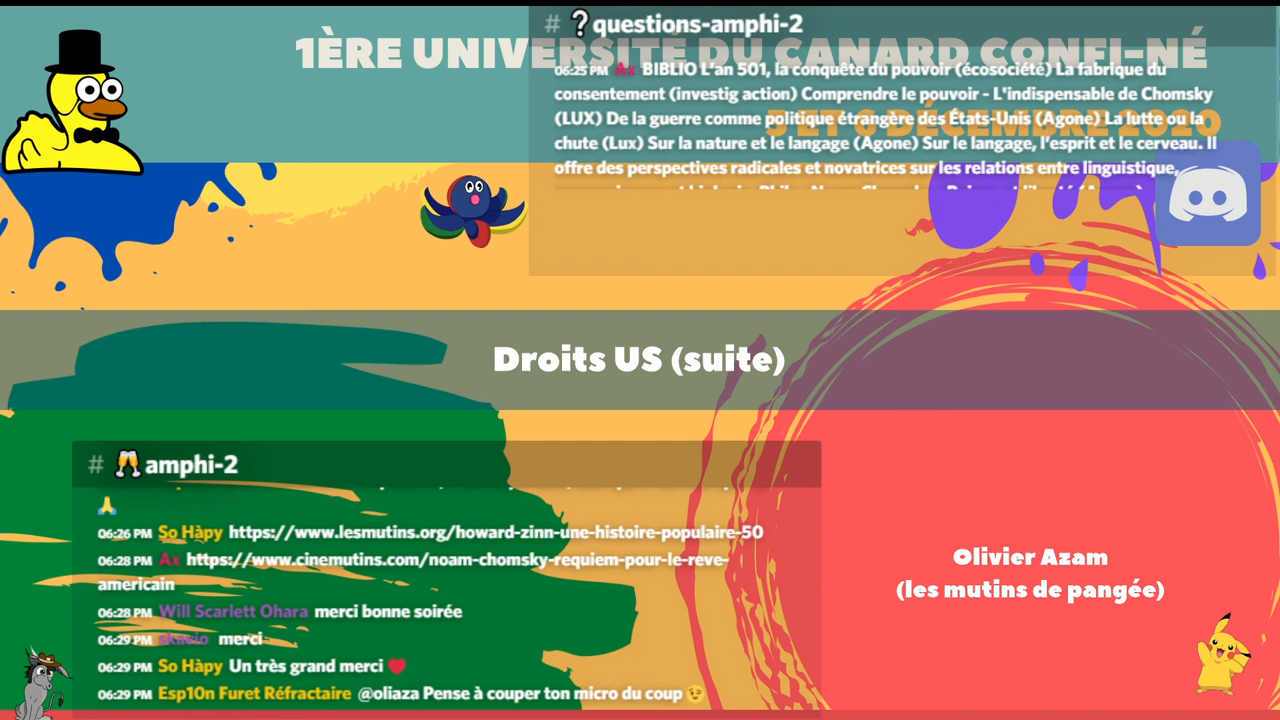 1ÈRE UNIVERSITÉ DU CANARD CONFI-NÉ
5 ET 6 DÉCEMBRE 2020
# ❓questions-amphi-2
06:25 PM Ax BIBLIO L'an 501, la conquête du pouvoir (écosociété) La fabrique du
consentement (investig action) Comprendre le pouvoir - L'indispensable de Chomsky
(LUX) De la guerre comme politique étrangère des États-Unis (Agone) La lutte ou la
chute (Lux) Sur la nature et le langage (Agone) Sur le langage, l'esprit et le cerveau. Il
offre des perspectives radicales et novatrices sur les relations entre linguistique,
Droits US (suite)
# 🥂amphi-2
🙏
06:26 PM So Hàpy https://www.lesmutins.org/howard-zinn-une-histoire-populaire-50
06:28 PM Ax https://www.cinemutins.com/noam-chomsky-requiem-pour-le-reve-
americain
06:28 PM Will Scarlett Ohara merci bonne soirée
06:29 PM skavio merci
06:29 PM So Hàpy Un très grand merci ❤️
06:29 PM Esp10n Furet Réfractaire @oliaza Pense à couper ton micro du coup 😉
Olivier Azam
(les mutins de pangée)